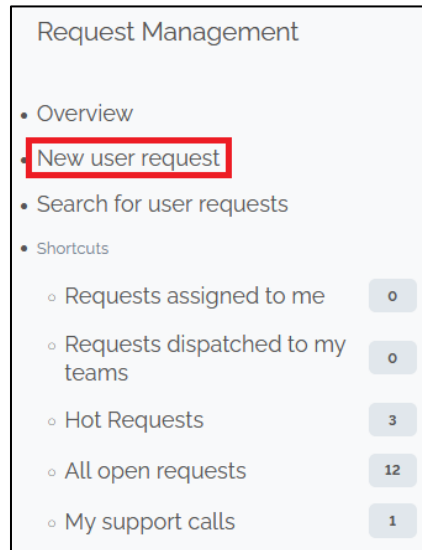 Request Management
Overview
New user request
Search for user requests
Shortcuts
Requests assigned to me 0
Requests dispatched to my
teams 0
Hot Requests 3
All open requests 12
My support calls 1